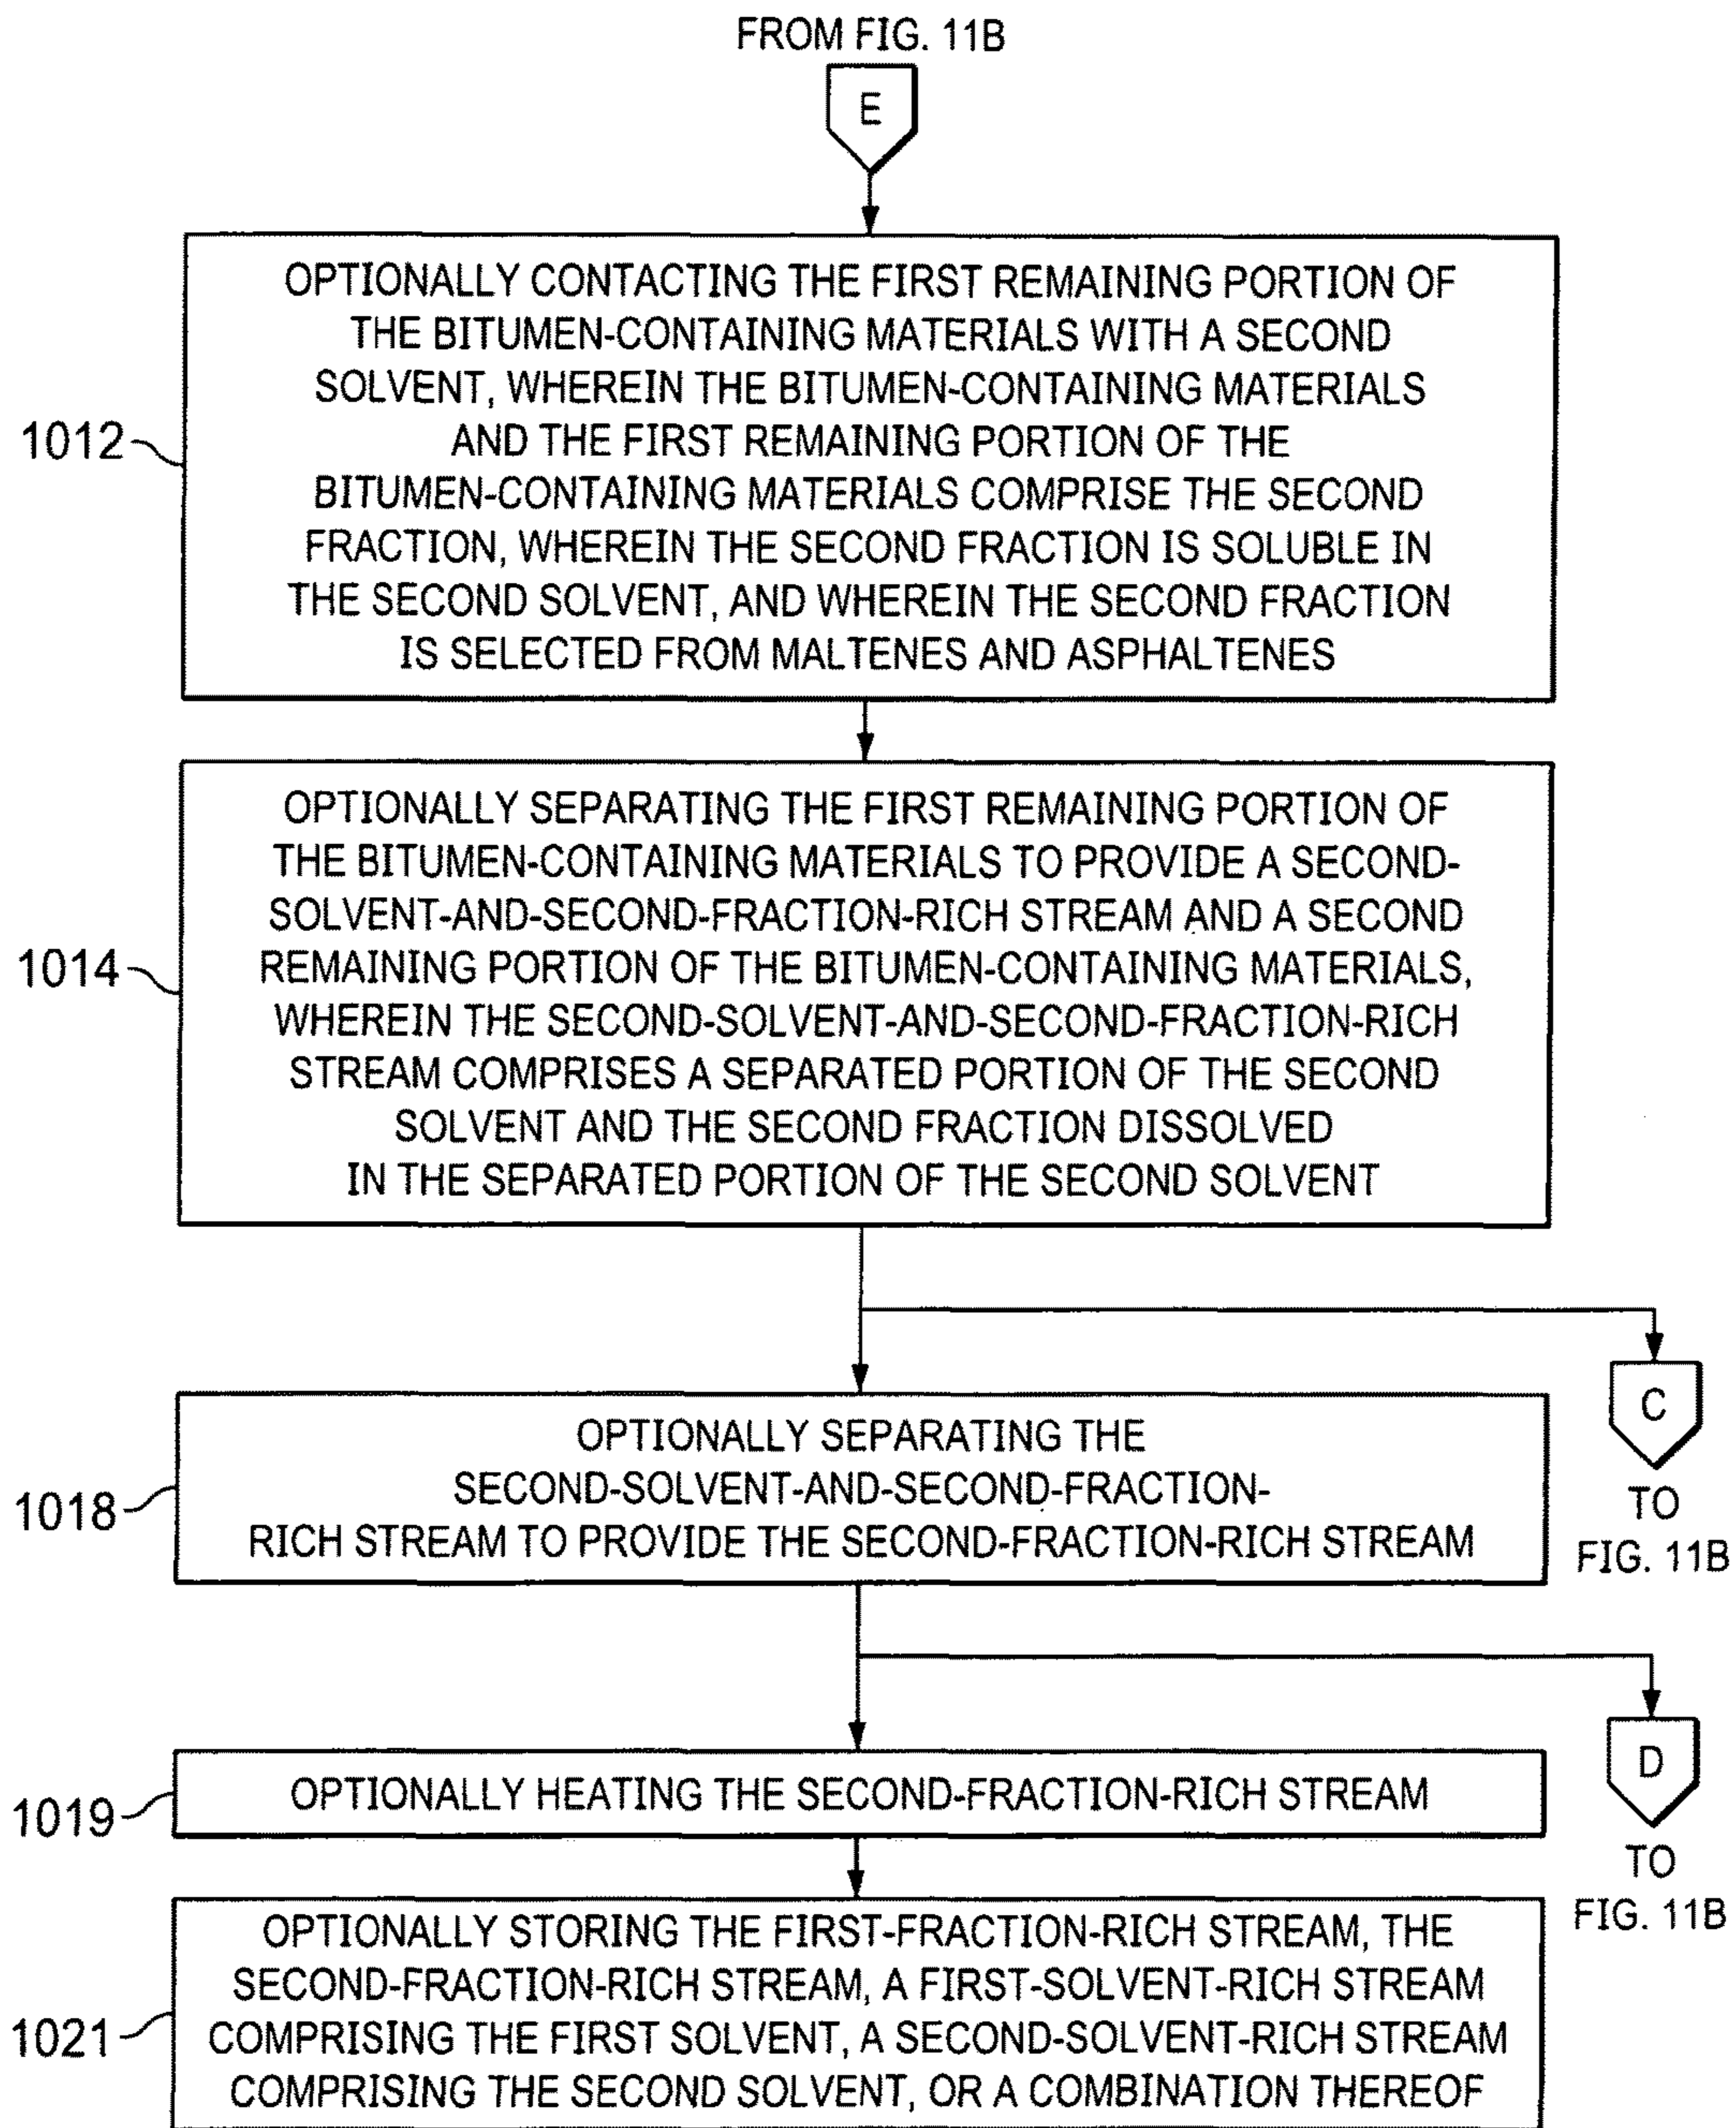 FROM FIG. 11B
E
1012
OPTIONALLY CONTACTING THE FIRST REMAINING PORTION OF
THE BITUMEN-CONTAINING MATERIALS WITH A SECOND
SOLVENT, WHEREIN THE BITUMEN-CONTAINING MATERIALS
AND THE FIRST REMAINING PORTION OF THE
BITUMEN-CONTAINING MATERIALS COMPRISE THE SECOND
FRACTION, WHEREIN THE SECOND FRACTION IS SOLUBLE IN
THE SECOND SOLVENT, AND WHEREIN THE SECOND FRACTION
IS SELECTED FROM MALTENES AND ASPHALTENES
1014
OPTIONALLY SEPARATING THE FIRST REMAINING PORTION OF
THE BITUMEN-CONTAINING MATERIALS TO PROVIDE A SECOND-
SOLVENT-AND-SECOND-FRACTION-RICH STREAM AND A SECOND
REMAINING PORTION OF THE BITUMEN-CONTAINING MATERIALS,
WHEREIN THE SECOND-SOLVENT-AND-SECOND-FRACTION-RICH
STREAM COMPRISES A SEPARATED PORTION OF THE SECOND
SOLVENT AND THE SECOND FRACTION DISSOLVED
IN THE SEPARATED PORTION OF THE SECOND SOLVENT
C
TO
FIG. 11B
1018
OPTIONALLY SEPARATING THE
SECOND-SOLVENT-AND-SECOND-FRACTION-
RICH STREAM TO PROVIDE THE SECOND-FRACTION-RICH STREAM
D
TO
FIG. 11B
1019
OPTIONALLY HEATING THE SECOND-FRACTION-RICH STREAM
1021
OPTIONALLY STORING THE FIRST-FRACTION-RICH STREAM, THE
SECOND-FRACTION-RICH STREAM, A FIRST-SOLVENT-RICH STREAM
COMPRISING THE FIRST SOLVENT, A SECOND-SOLVENT-RICH STREAM
COMPRISING THE SECOND SOLVENT, OR A COMBINATION THEREOF